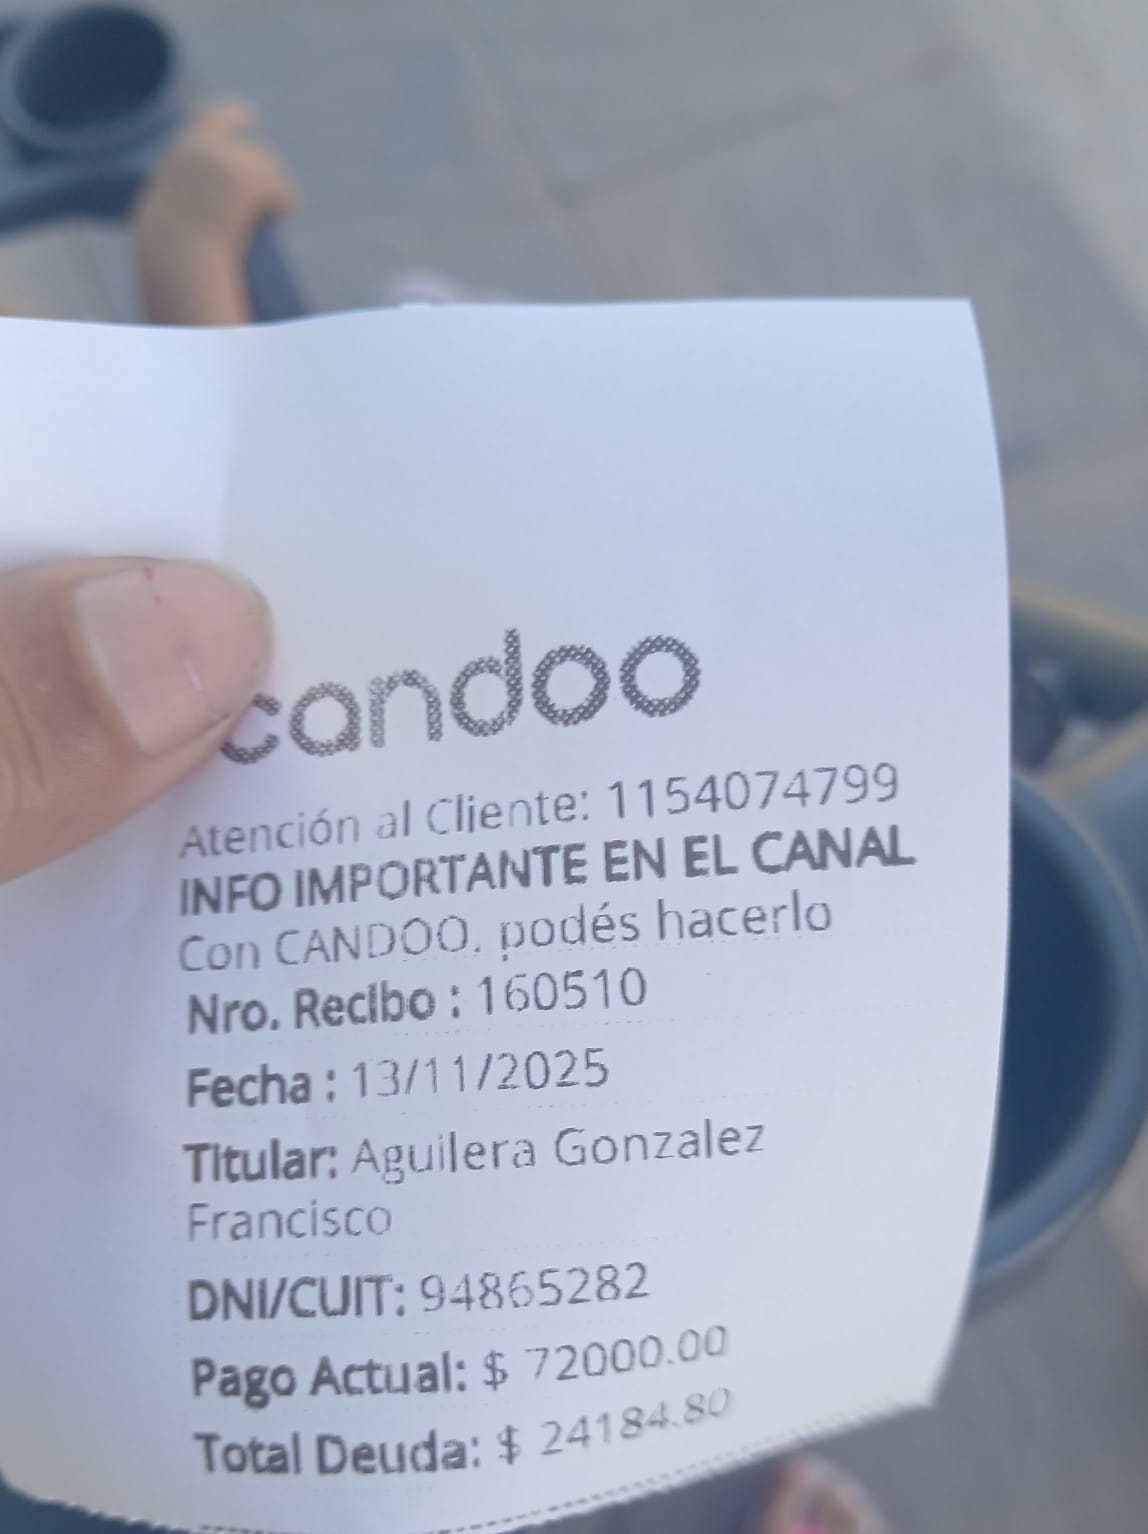 candoo
Atención al Cliente: 1154074799
INFO IMPORTANTE EN EL CANAL
Con CANDOO, podés hacerlo
Nro. Recibo : 160510
Fecha : 13/11/2025
Titular: Aguilera Gonzalez
Francisco
DNI/CUIT: 94865282
Pago Actual: $ 72000.00
Total Deuda: $ 24184.80